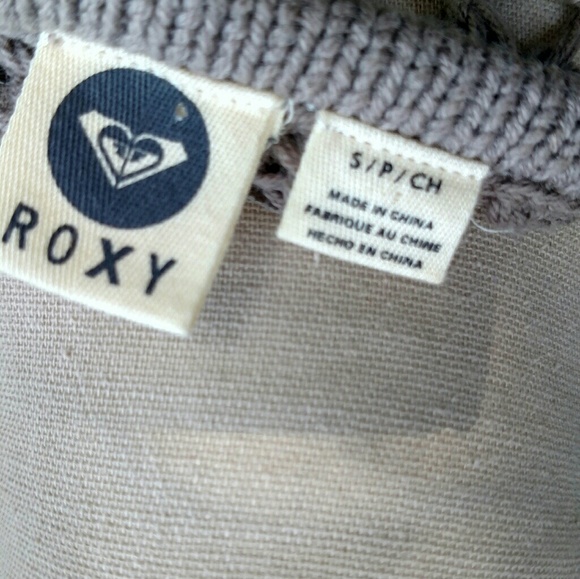 ROXY
S/P/CH
MADE IN CHINA
FABRIQUE AU CHINE
HECHO EN CHINA